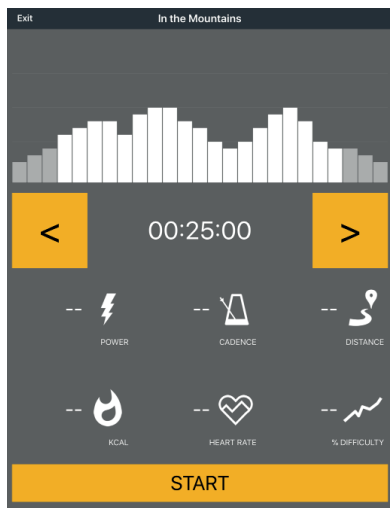 Exit
In the Mountains
<
00:25:00
>
-- -- --
POWER CADENCE DISTANCE
-- -- --
KCAL HEART RATE % DIFFICULTY
START